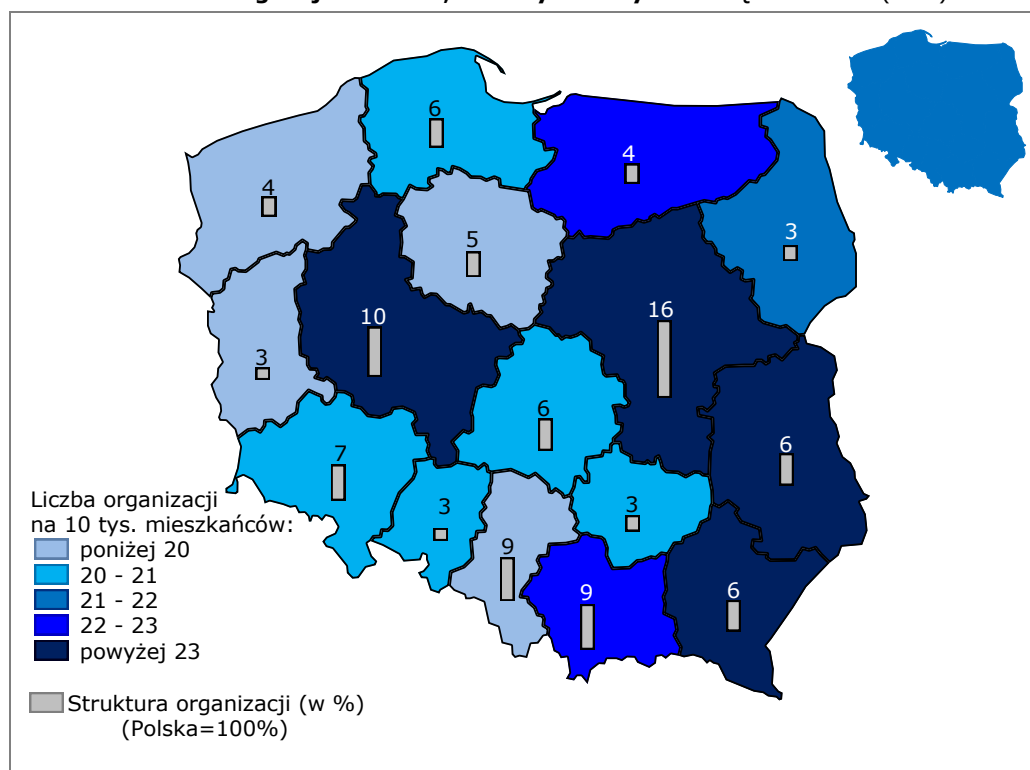 6
4
4
3
5
16
10
3
6
7
6
3
3
9
9
6
Liczba organizacji
na 10 tys. mieszkańców:
poniżej 20
20 - 21
21 - 22
22 - 23
powyżej 23
Struktura organizacji (w %)
(Polska=100%)